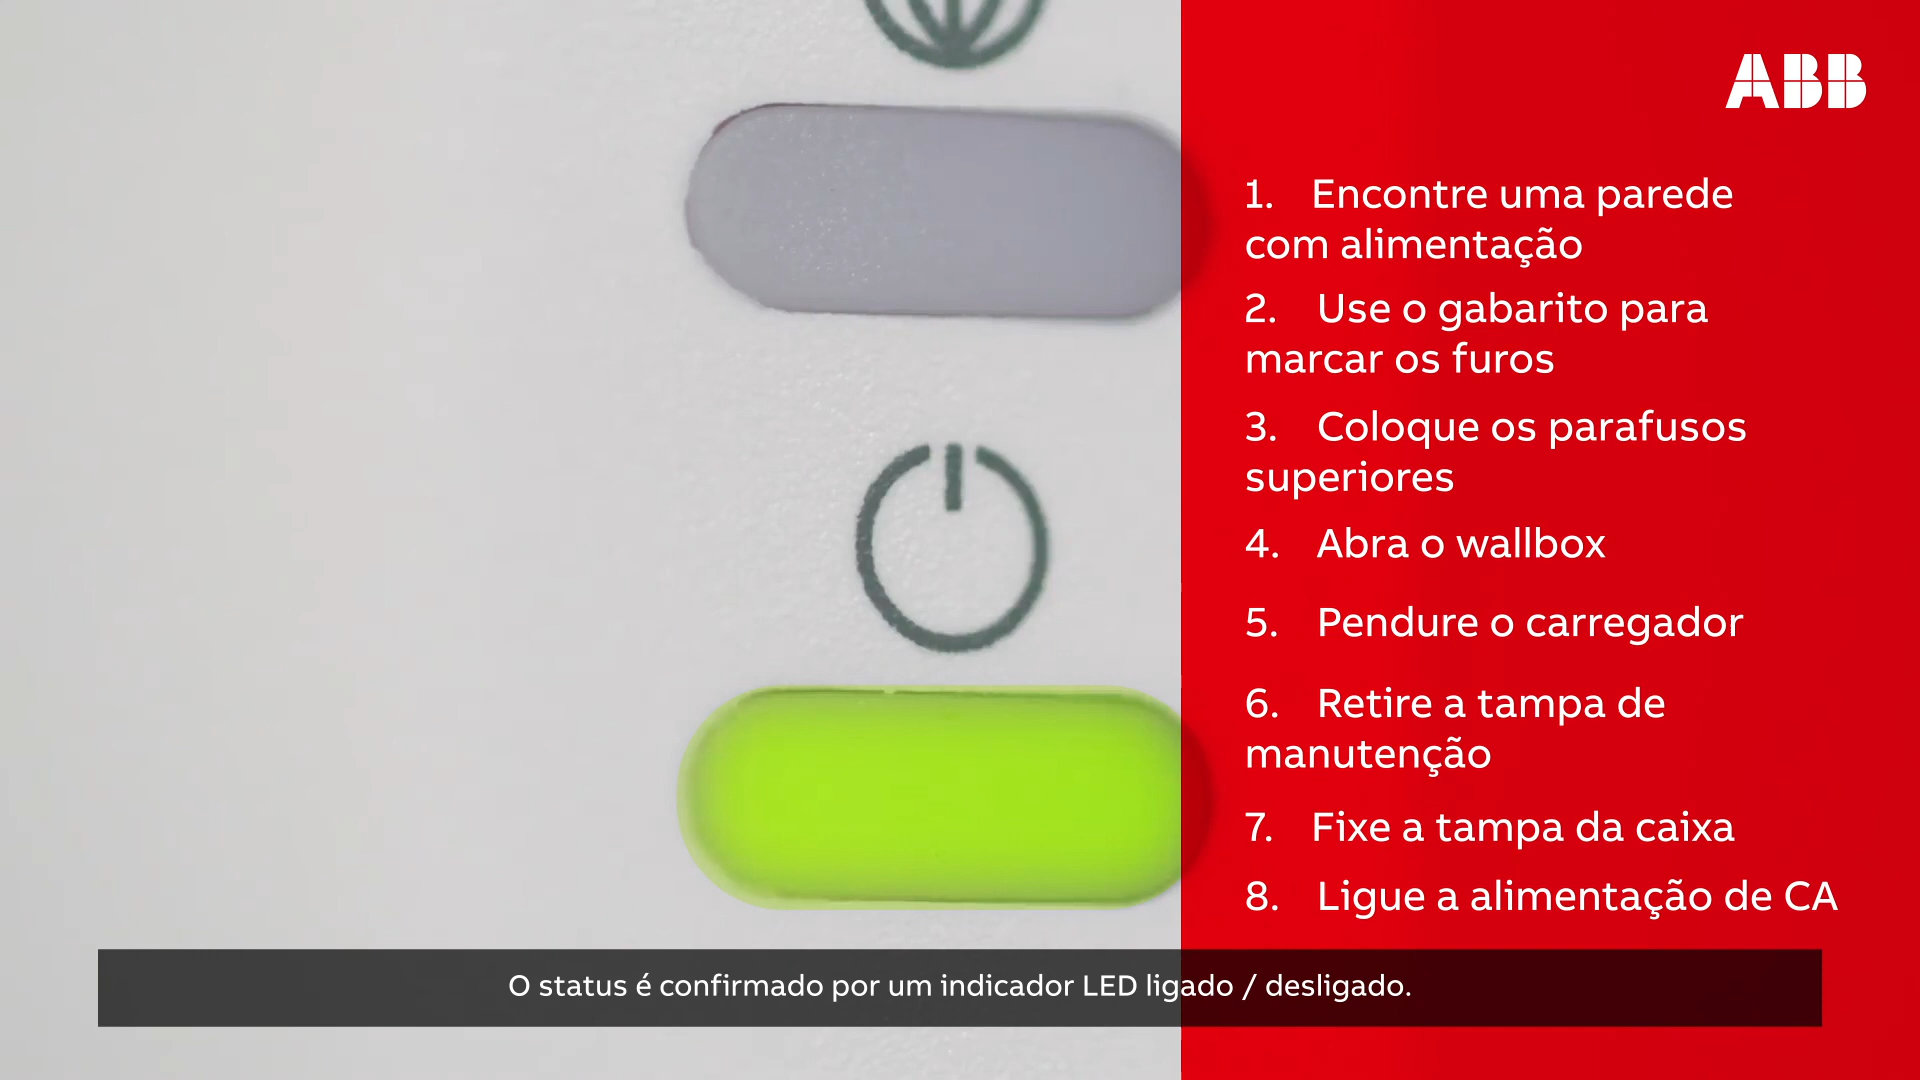 ABB
1. Encontre uma parede
com alimentação
2. Use o gabarito para
marcar os furos
3. Coloque os parafusos
superiores
4. Abra o wallbox
5. Pendure o carregador
6. Retire a tampa de
manutenção
7. Fixe a tampa da caixa
8. Ligue a alimentação de CA
O status é confirmado por um indicador LED ligado / desligado.